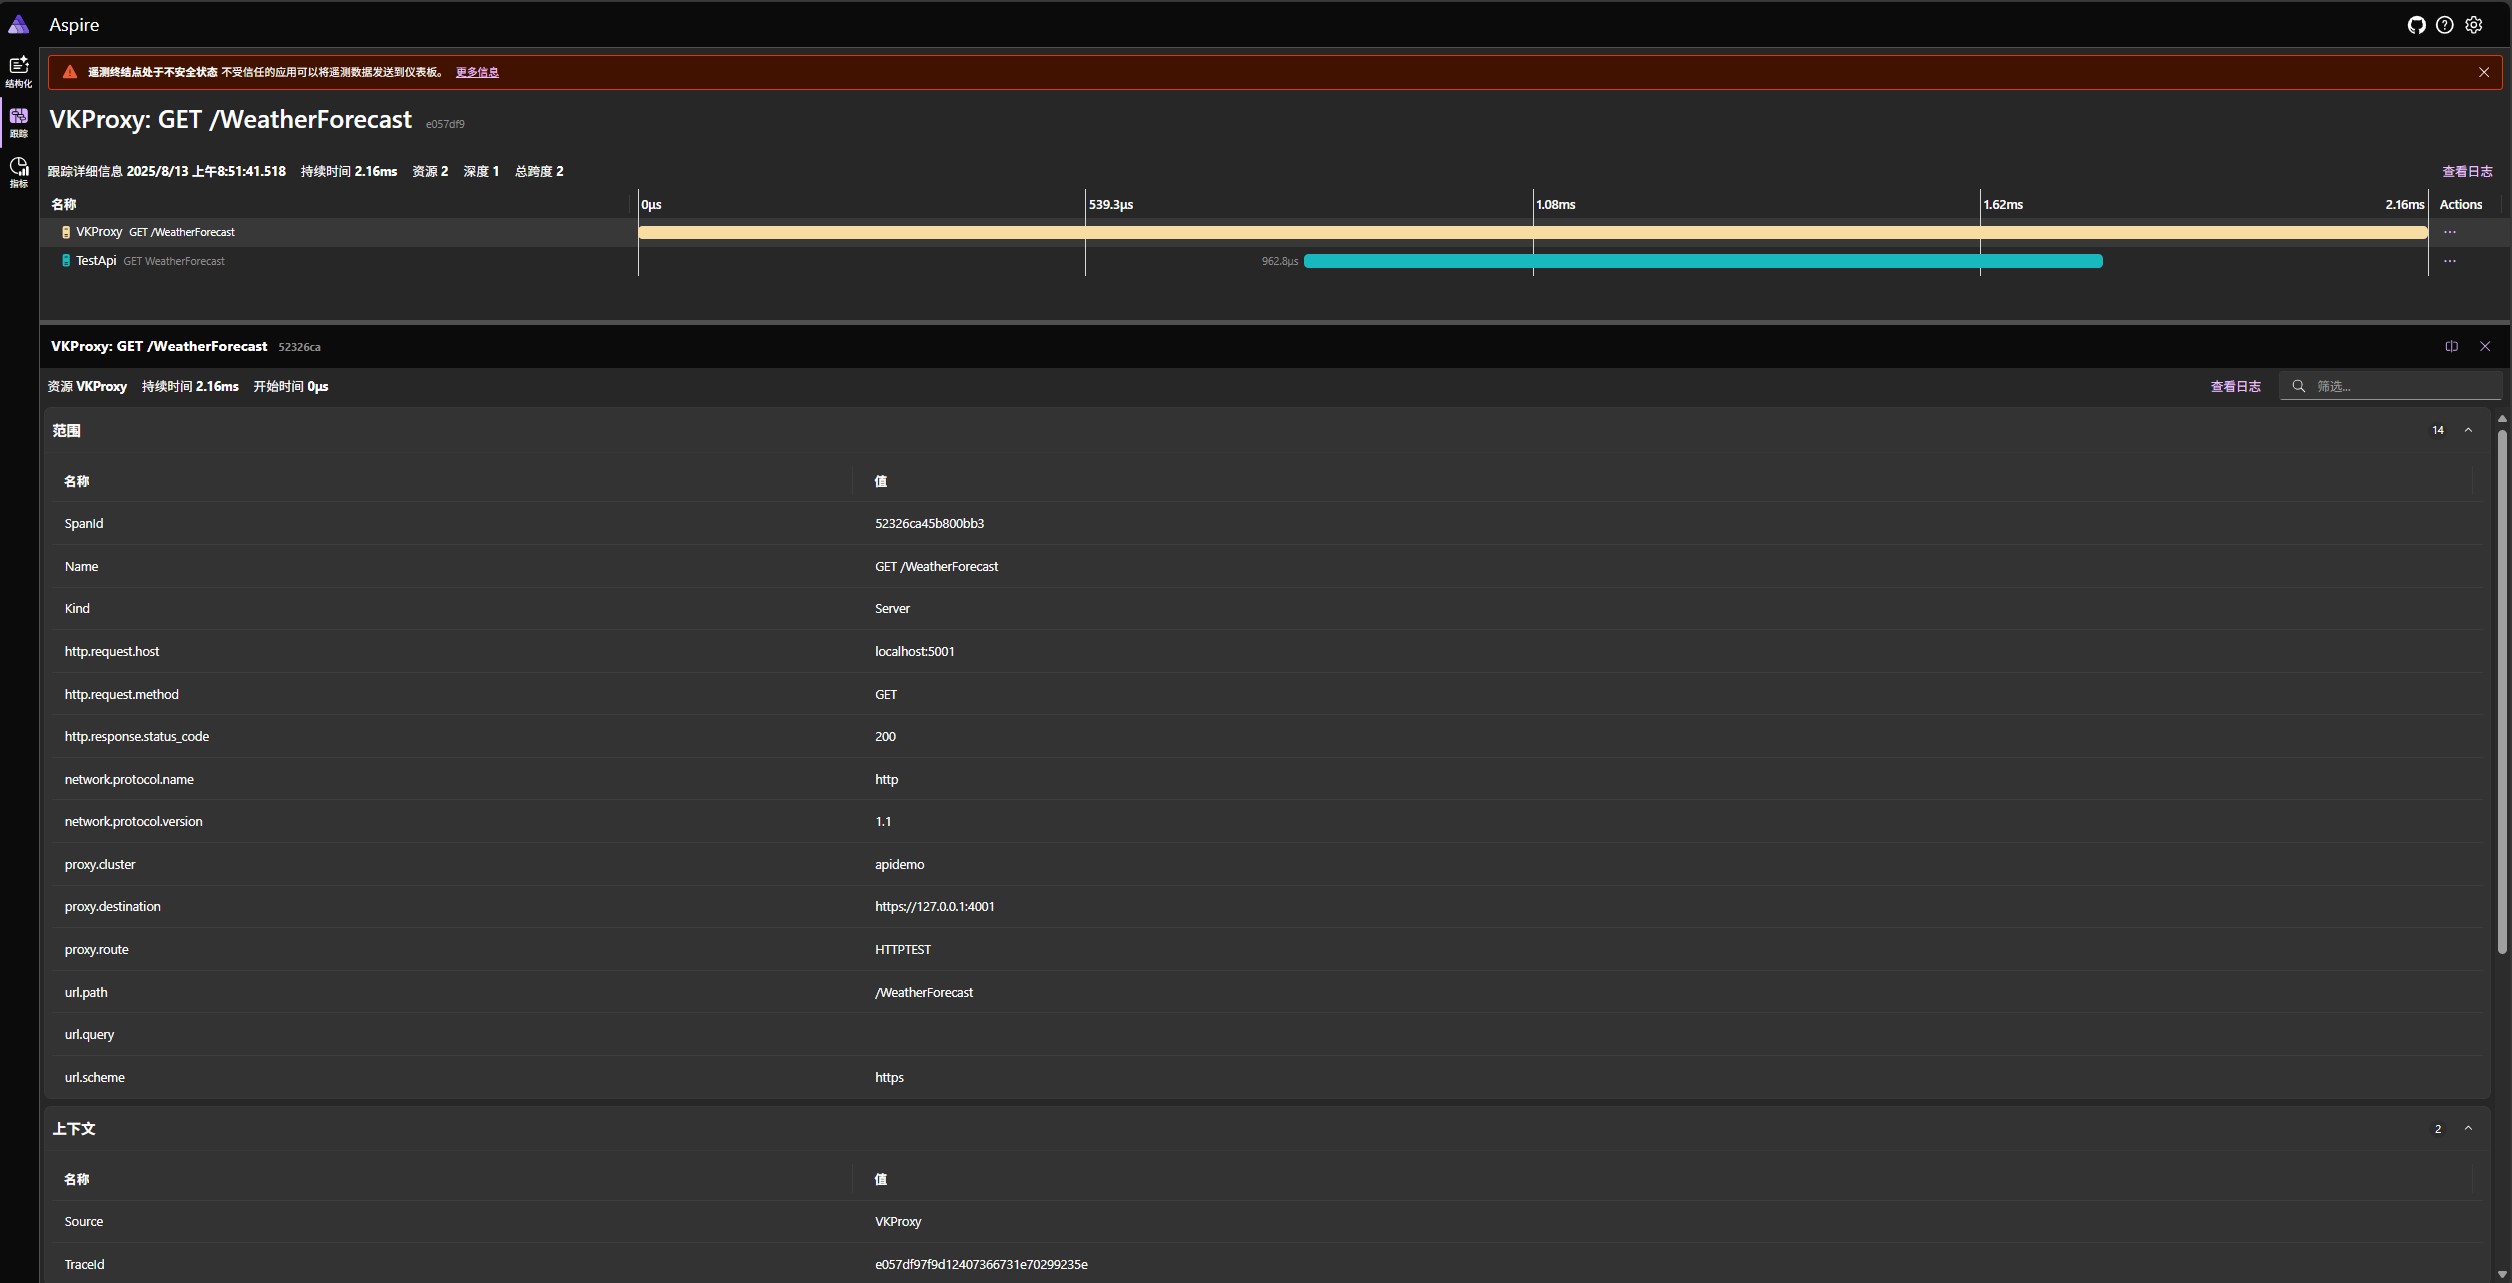 Aspire
结构化
跟踪
指标
遥测终结点处于不安全状态 不受信任的应用可以将遥测数据发送到仪表板。 更多信息
VKProxy: GET /WeatherForecast e057df9
跟踪详细信息 2025/8/13 上午8:51:41.518 持续时间 2.16ms 资源 2 深度 1 总跨度 2 查看日志
名称 0μs 539.3μs 1.08ms 1.62ms 2.16ms Actions
VKProxy GET /WeatherForecast ...
TestApi GET WeatherForecast 962.8μs ...
VKProxy: GET /WeatherForecast 52326ca
资源 VKProxy 持续时间 2.16ms 开始时间 0μs 查看日志 筛选...
范围 14
名称 值
SpanId 52326ca45b800bb3
Name GET /WeatherForecast
Kind Server
http.request.host localhost:5001
http.request.method GET
http.response.status_code 200
network.protocol.name http
network.protocol.version 1.1
proxy.cluster apidemo
proxy.destination https://127.0.0.1:4001
proxy.route HTTPTEST
url.path /WeatherForecast
url.query
url.scheme https
上下文 2
名称 值
Source VKProxy
TraceId e057df97f9d12407366731e70299235e